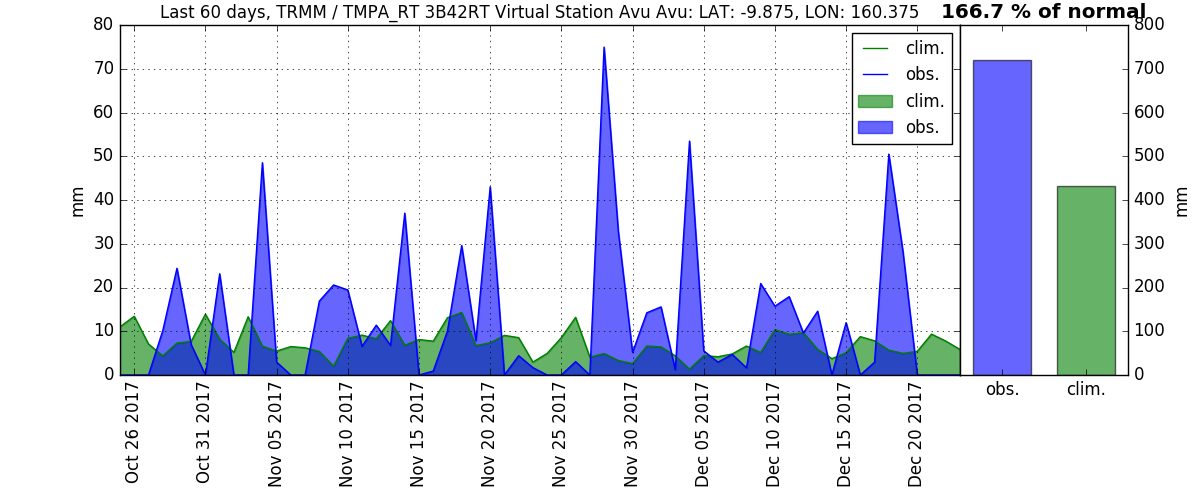 Last 60 days, TRMM / TMPA_RT 3B42RT Virtual Station Avu Avu: LAT: -9.875, LON: 160.375
166.7 % of normal
80
70
60
50
40
30
20
10
0
mm
clim.
obs.
clim.
obs.
Oct 26 2017
Oct 31 2017
Nov 05 2017
Nov 10 2017
Nov 15 2017
Nov 20 2017
Nov 25 2017
Nov 30 2017
Dec 05 2017
Dec 10 2017
Dec 15 2017
Dec 20 2017
800
700
600
500
400
300
200
100
0
mm
obs.
clim.